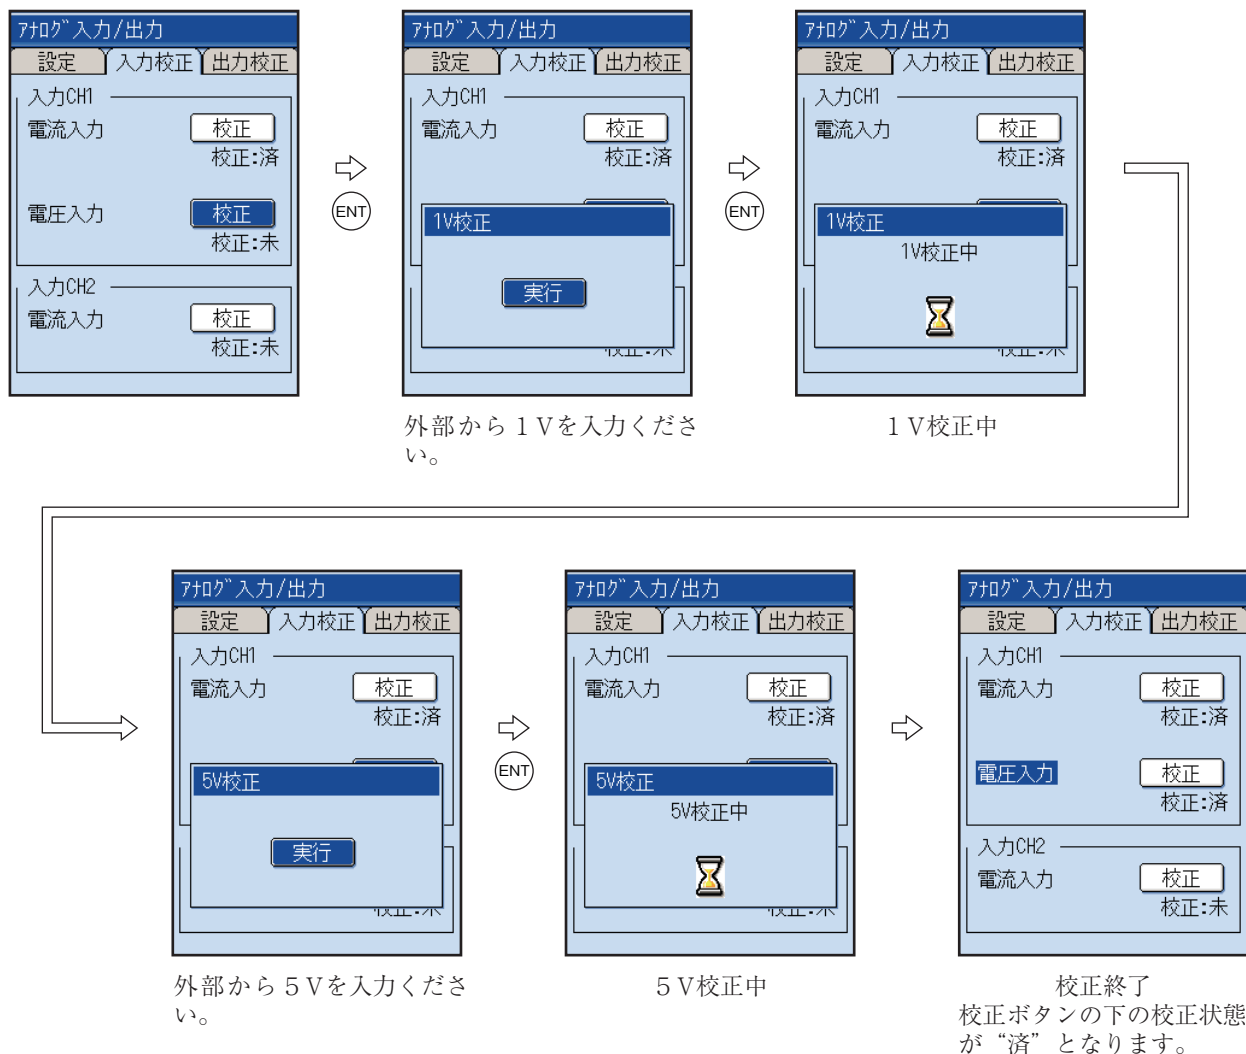 ｱﾅﾛｸﾞ入力/出力
設定 入力校正 出力校正
入力CH1
電流入力 校正
校正:済
電圧入力 校正
校正:未
入力CH2
電流入力 校正
校正:未
ENT
ｱﾅﾛｸﾞ入力/出力
設定 入力校正 出力校正
入力CH1
電流入力 校正
校正:済
1V校正
実行
外部から１Vを入力くださ
い。
ENT
ｱﾅﾛｸﾞ入力/出力
設定 入力校正 出力校正
入力CH1
電流入力 校正
校正:済
1V校正
1V校正中
１V校正中
ｱﾅﾛｸﾞ入力/出力
設定 入力校正 出力校正
入力CH1
電流入力 校正
校正:済
5V校正
実行
外部から５Vを入力くださ
い。
ENT
ｱﾅﾛｸﾞ入力/出力
設定 入力校正 出力校正
入力CH1
電流入力 校正
校正:済
5V校正
5V校正中
５V校正中
ｱﾅﾛｸﾞ入力/出力
設定 入力校正 出力校正
入力CH1
電流入力 校正
校正:済
電圧入力 校正
校正:済
入力CH2
電流入力 校正
校正:未
校正終了
校正ボタンの下の校正状態
が“済”となります。